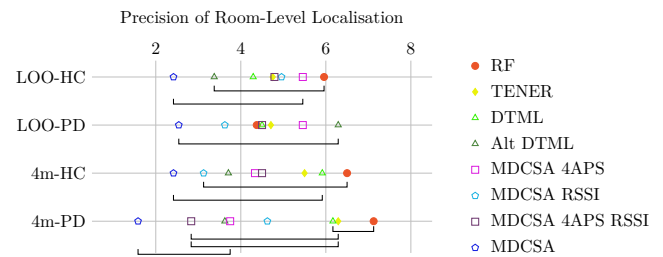 Precision of Room-Level Localisation
2 4 6 8
LOO-HC
LOO-PD
4m-HC
4m-PD
RF
TENER
DTML
Alt DTML
MDCSA 4APS
MDCSA RSSI
MDCSA 4APS RSSI
MDCSA